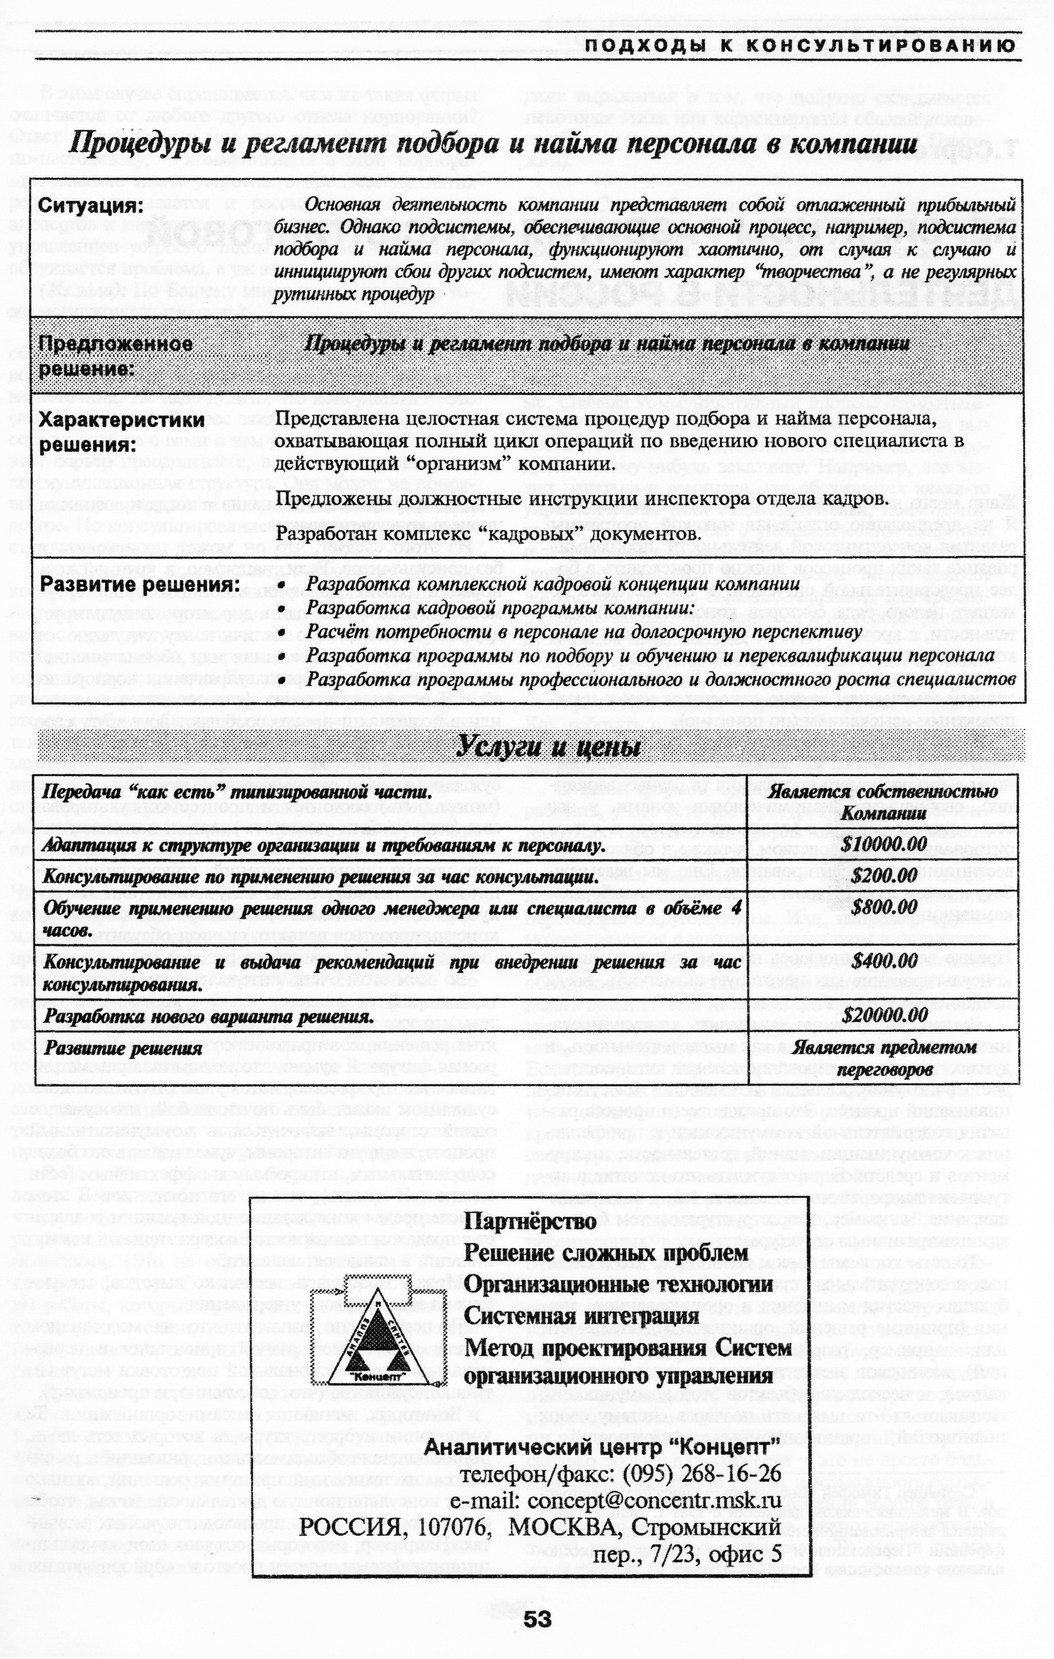 ПОДХОДЫ К КОНСУЛЬТИРОВАНИЮ
Процедуры и регламент подбора и найма персонала в компании
Ситуация:
Основная деятельность компании представляет собой отлаженный прибыльный
бизнес. Однако подсистемы, обеспечивающие основной процесс, например, подсистема
подбора и найма персонала, функционируют хаотично, от случая к случаю и
иннициируют сбои других подсистем, имеют характер “творчества”, а не регулярных
рутинных процедур
Предложенное
решение:
Процедуры и регламент подбора и найма персонала в компании
Характеристики
решения:
Представлена целостная система процедур подбора и найма персонала,
охватывающая полный цикл операций по введению нового специалиста в
действующий “организм” компании.
Предложены должностные инструкции инспектора отдела кадров.
Разработан комплекс “кадровых” документов.
Развитие решения:
• Разработка комплексной кадровой концепции компании
• Разработка кадровой программы компании:
• Расчёт потребности в персонале на долгосрочную перспективу
• Разработка программы по подбору и обучению и переквалификации персонала
• Разработка программы профессионального и должностного роста специалистов
Услуги и цены
Передача “как есть” типизированной части.
Является собственностью
Компании
Адаптация к структуре организации и требованиям к персоналу.
$10000.00
Консультирование по применению решения за час консультации.
$200.00
Обучение применению решения одного менеджера или специалиста в объёме 4
часов.
$800.00
Консультирование и выдача рекомендаций при внедрении решения за час
консультирования.
$400.00
Разработка нового варианта решения.
$20000.00
Развитие решения
Является предметом
переговоров
Партнёрство
Решение сложных проблем
Организационные технологии
Системная интеграция
Метод проектирования Систем
организационного управления
АНАЛИЗ И СИНТЕЗ
"Концепт"
Аналитический центр “Концепт”
телефон/факс: (095) 268-16-26
e-mail: concept@concentr.msk.ru
РОССИЯ, 107076, МОСКВА, Стромынский
пер., 7/23, офис 5
53